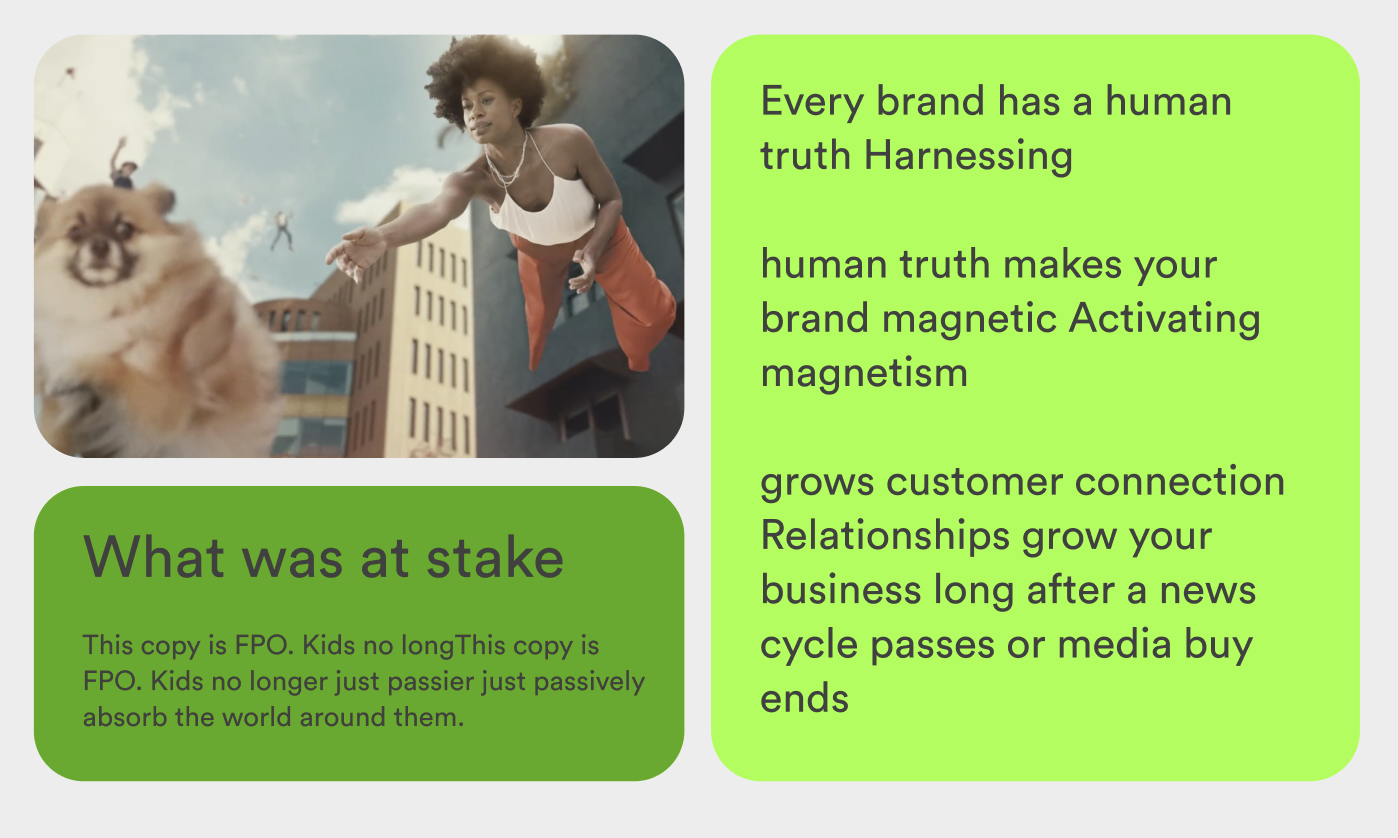 What was at stake
This copy is FPO. Kids no longThis copy is
FPO. Kids no longer just passier just passively
absorb the world around them.
Every brand has a human
truth Harnessing
human truth makes your
brand magnetic Activating
magnetism
grows customer connection
Relationships grow your
business long after a news
cycle passes or media buy
ends